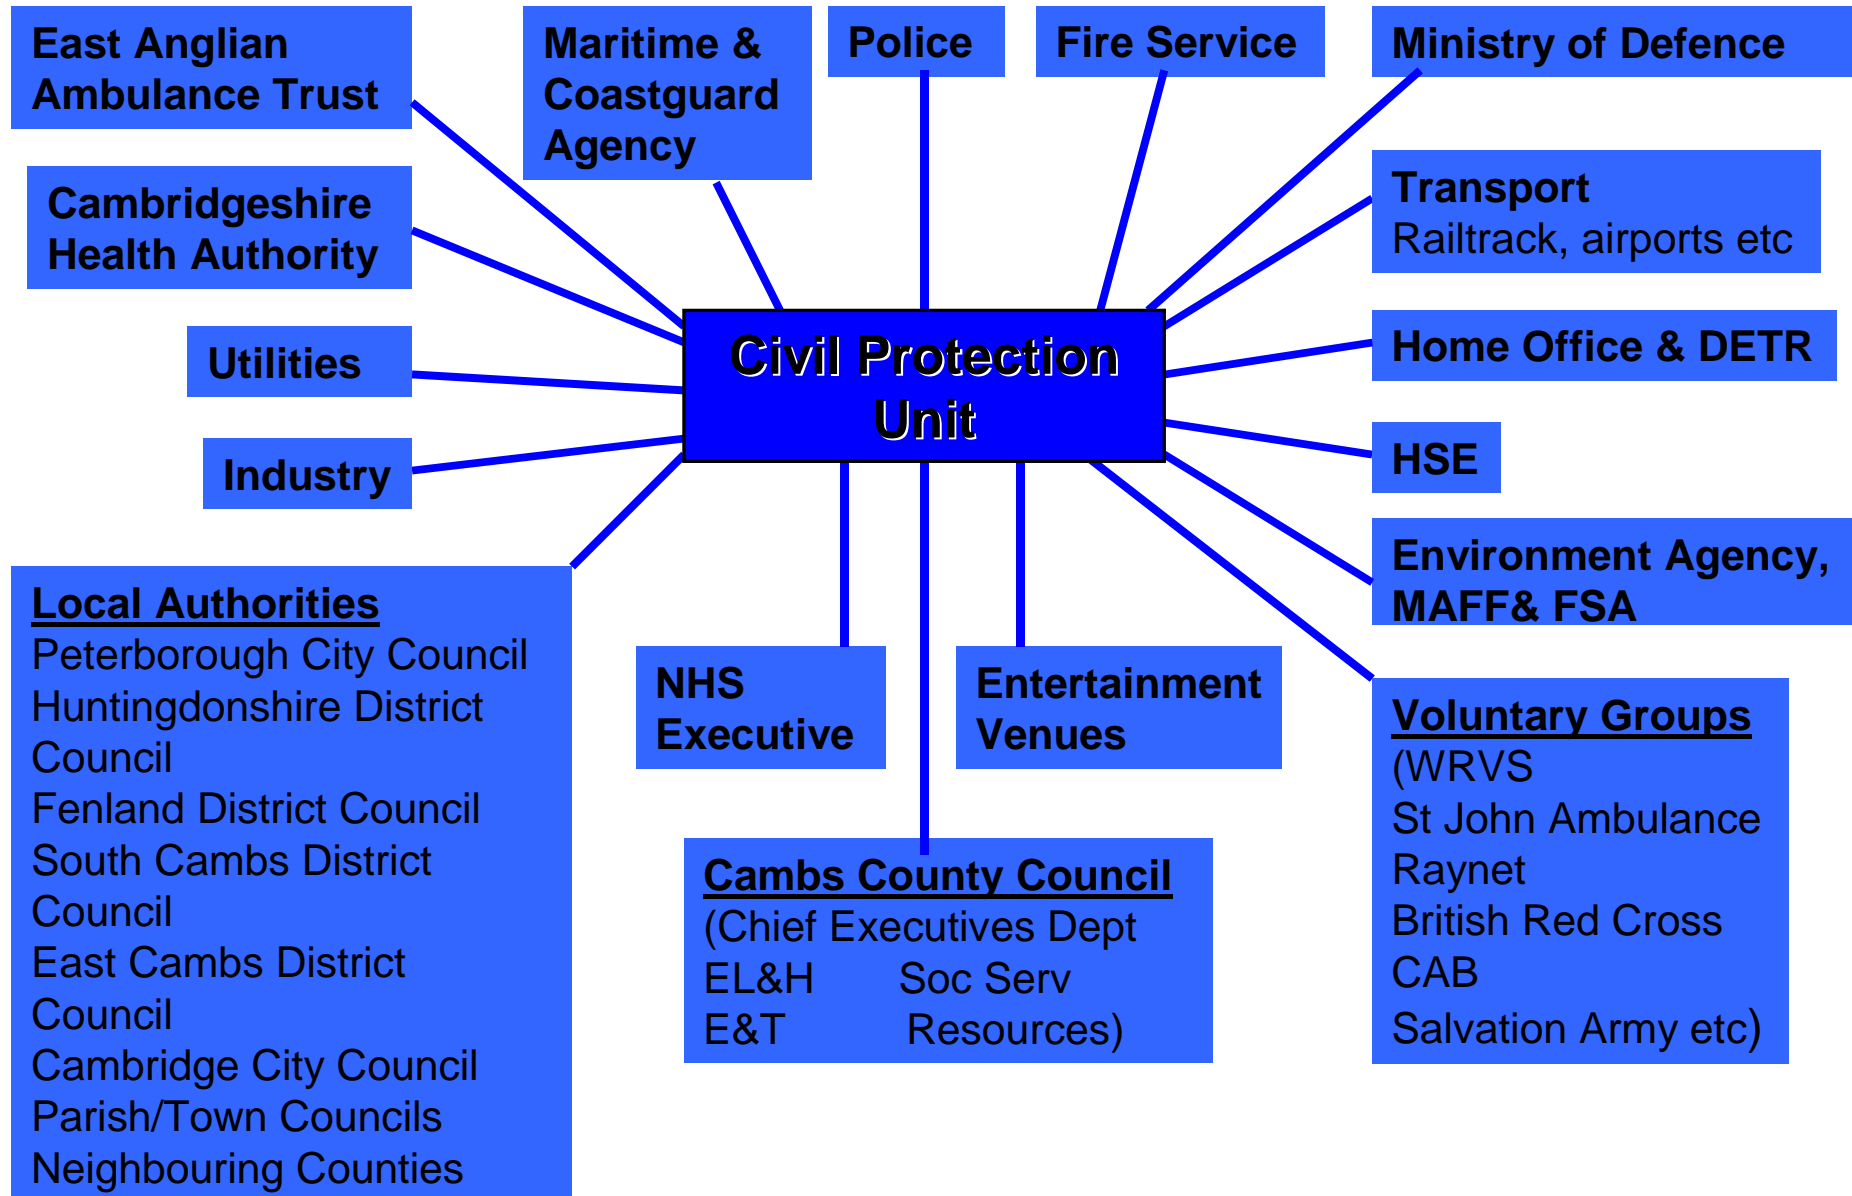 East Anglian
Ambulance Trust
Maritime &
Coastguard
Agency
Police
Fire Service
Ministry of Defence
Cambridgeshire
Health Authority
Transport
Railtrack, airports etc
Utilities
Civil Protection
Unit
Home Office & DETR
Industry
HSE
Environment Agency,
MAFF& FSA
Local Authorities
Peterborough City Council
Huntingdonshire District
Council
Fenland District Council
South Cambs District
Council
East Cambs District
Council
Cambridge City Council
Parish/Town Councils
Neighbouring Counties
NHS
Executive
Entertainment
Venues
Cambs County Council
(Chief Executives Dept
EL&H Soc Serv
E&T Resources)
Voluntary Groups
(WRVS
St John Ambulance
Raynet
British Red Cross
CAB
Salvation Army etc)